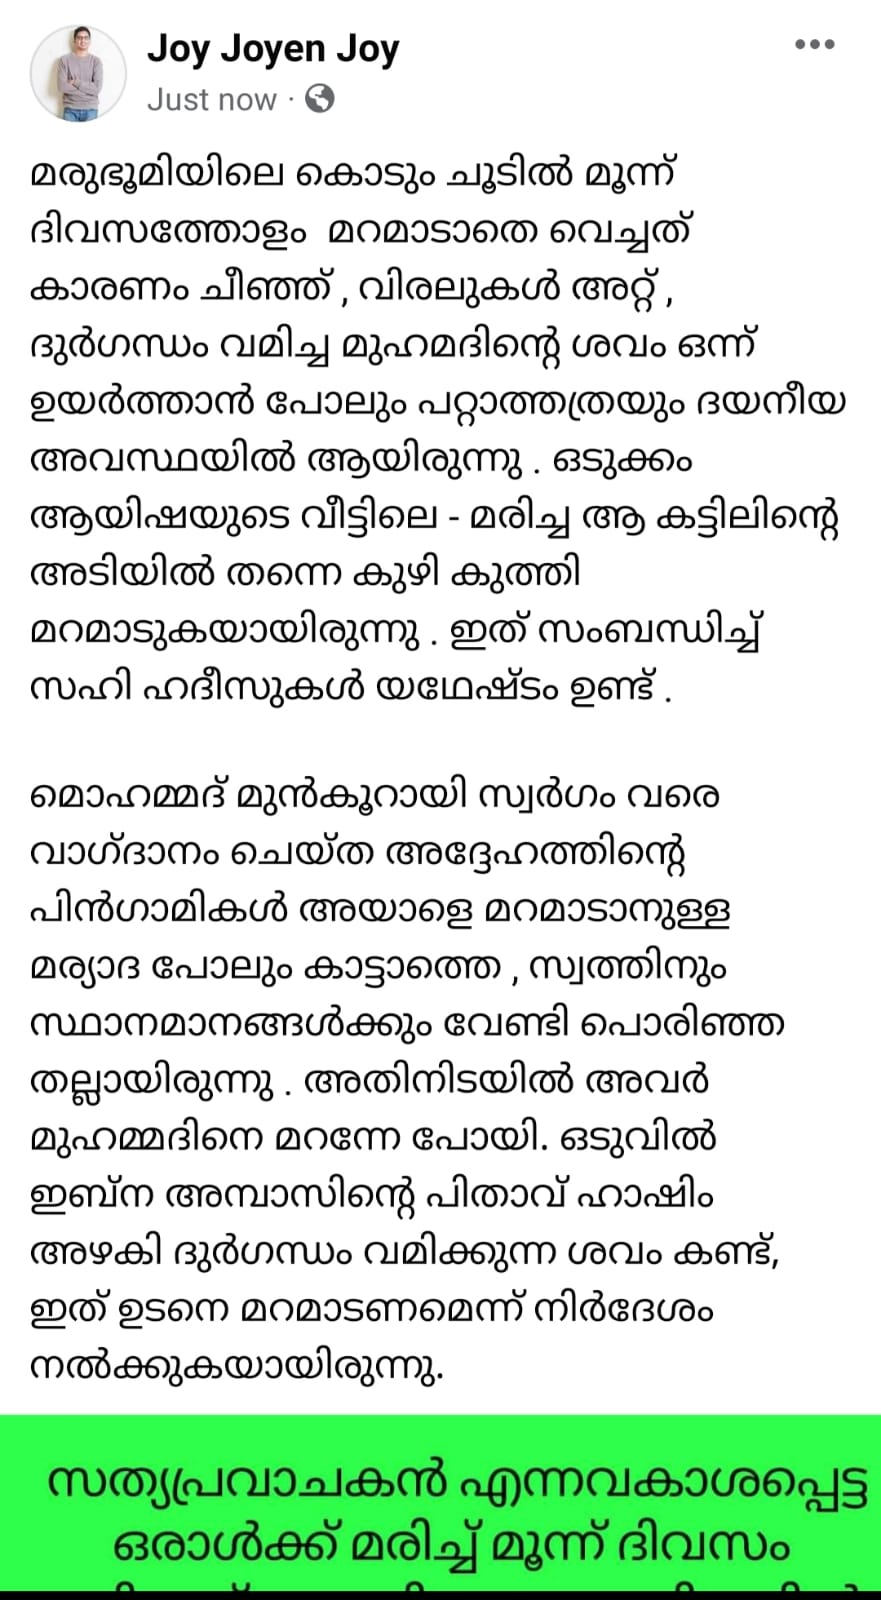 Joy Joyen Joy
Just now ·
മരുഭൂമിയിലെ കൊടും ചൂടിൽ മൂന്ന്
ദിവസത്തോളം മറമാടാതെ വെച്ചത്
കാരണം ചീഞ്ഞ് , വിരലുകൾ അറ്റ് ,
ദുർഗന്ധം വമിച്ച മുഹമദിന്റെ ശവം ഒന്ന്
ഉയർത്താൻ പോലും പറ്റാത്തത്രയും ദയനീയ
അവസ്ഥയിൽ ആയിരുന്നു . ഒടുക്കം
ആയിഷയുടെ വീട്ടിലെ - മരിച്ച ആ കട്ടിലിന്റെ
അടിയിൽ തന്നെ കുഴി കുത്തി
മറമാടുകയായിരുന്നു . ഇത് സംബന്ധിച്ച്
സഹി ഹദീസുകൾ യഥേഷ്ടം ഉണ്ട് .
മൊഹമ്മദ് മുൻകൂറായി സ്വർഗം വരെ
വാഗ്ദാനം ചെയ്ത അദ്ദേഹത്തിന്റെ
പിൻഗാമികൾ അയാളെ മറമാടാനുള്ള
മര്യാദ പോലും കാട്ടാത്തെ , സ്വത്തിനും
സ്ഥാനമാനങ്ങൾക്കും വേണ്ടി പൊരിഞ്ഞ
തല്ലായിരുന്നു . അതിനിടയിൽ അവർ
മുഹമ്മദിനെ മറന്നേ പോയി. ഒടുവിൽ
ഇബ്ന അമ്പാസിന്റെ പിതാവ് ഹാഷിം
അഴകി ദുർഗന്ധം വമിക്കുന്ന ശവം കണ്ട്,
ഇത് ഉടനെ മറമാടണമെന്ന് നിർദേശം
നൽക്കുകയായിരുന്നു.
സത്യപ്രവാചകൻ എന്നവകാശപ്പെട്ട
ഒരാൾക്ക് മരിച്ച് മൂന്ന് ദിവസം